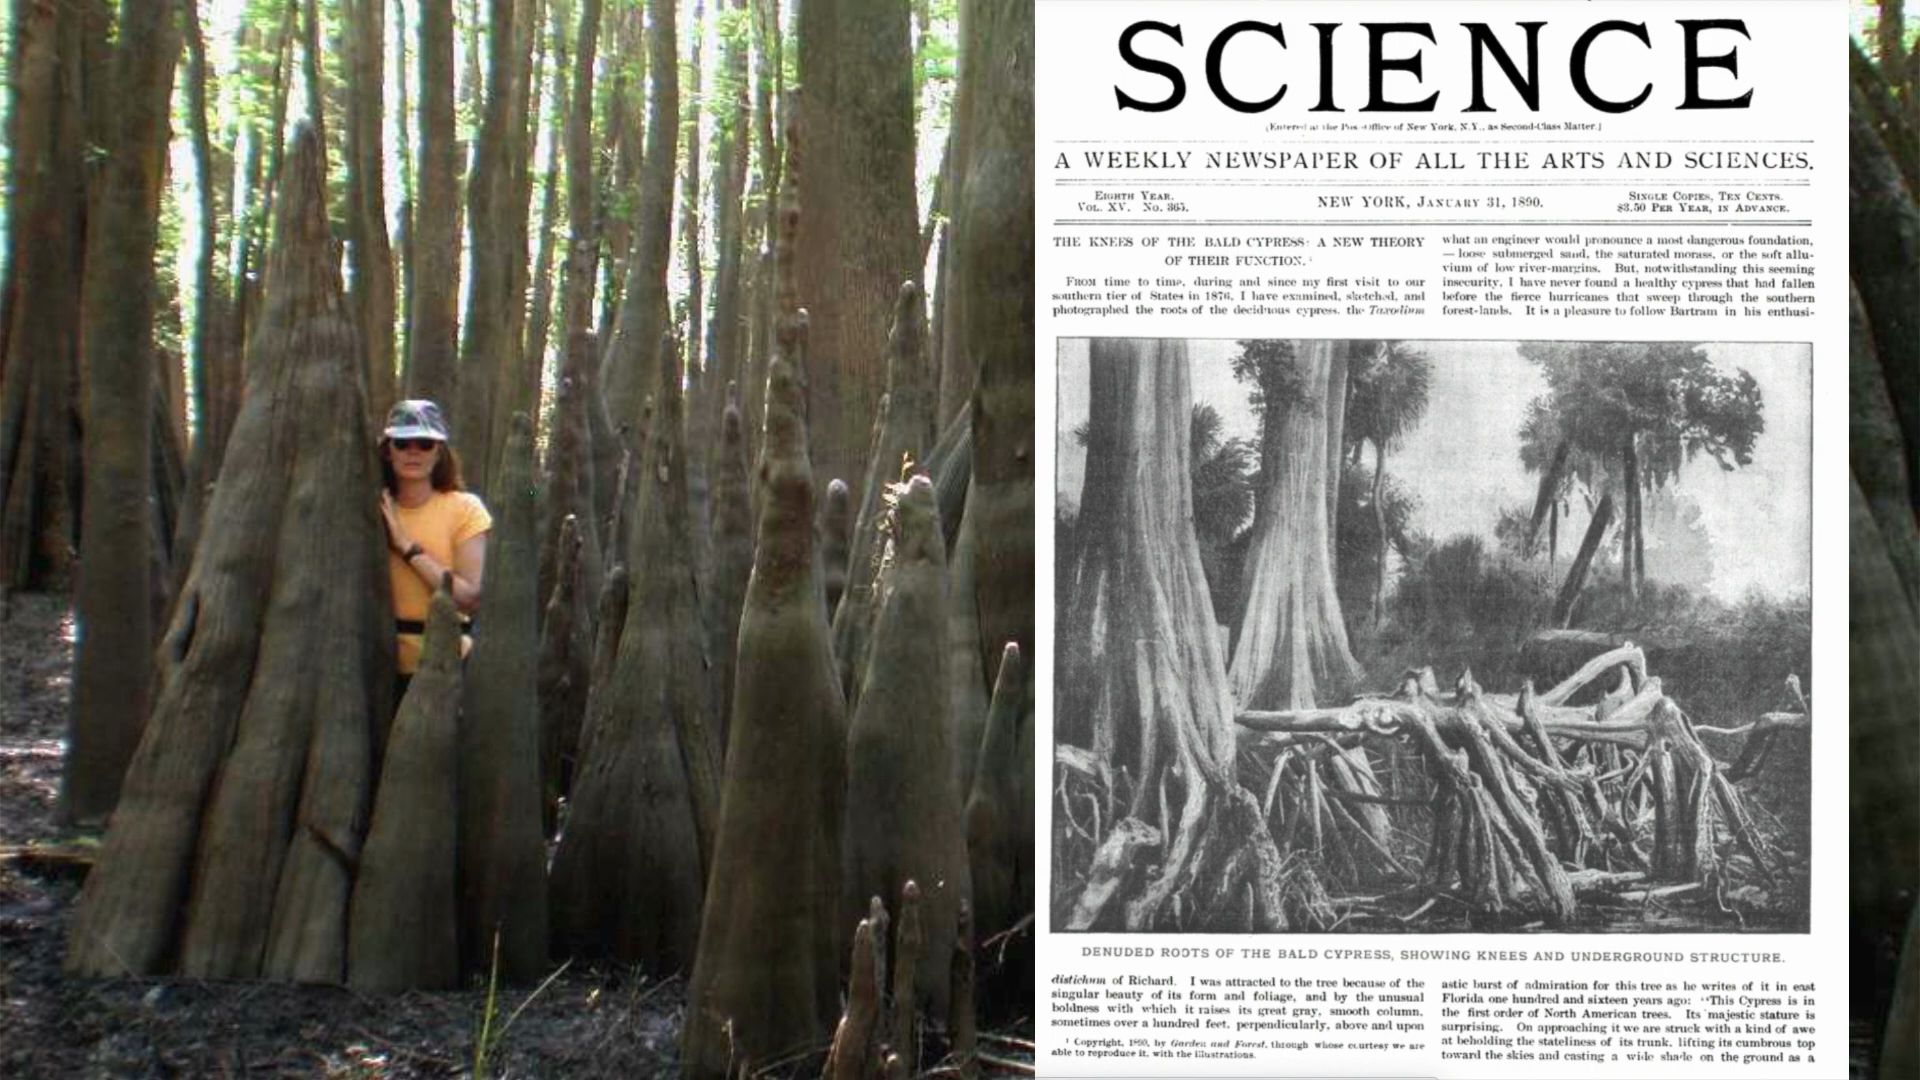 SCIENCE
[Entered at the Post-Office of New York, N.Y., as Second-Class Matter.]
A WEEKLY NEWSPAPER OF ALL THE ARTS AND SCIENCES.
EIGHTH YEAR.
VOL. XV. No. 365.
NEW YORK, JANUARY 31, 1890.
SINGLE COPIES, TEN CENTS.
$3.50 PER YEAR, IN ADVANCE.
THE KNEES OF THE BALD CYPRESS: A NEW THEORY
OF THEIR FUNCTION. ¹
FROM time to time, during and since my first visit to our
southern tier of States in 1876, I have examined, sketched, and
photographed the roots of the deciduous cypress, the Taxodium
what an engineer would pronounce a most dangerous foundation,
— loose submerged sand, the saturated morass, or the soft allu-
vium of low river-margins. But, notwithstanding this seeming
insecurity, I have never found a healthy cypress that had fallen
before the fierce hurricanes that sweep through the southern
forest-lands. It is a pleasure to follow Bartram in his enthusi-
DENUDED ROOTS OF THE BALD CYPRESS, SHOWING KNEES AND UNDERGROUND STRUCTURE.
distichum of Richard. I was attracted to the tree because of the
singular beauty of its form and foliage, and by the unusual
boldness with which it raises its great gray, smooth column,
sometimes over a hundred feet, perpendicularly, above and upon
¹ Copyright, 1890, by Garden and Forest, through whose courtesy we are
able to reproduce it, with the illustrations.
astic burst of admiration for this tree as he writes of it in east
Florida one hundred and sixteen years ago: “This Cypress is in
the first order of North American trees. Its majestic stature is
surprising. On approaching it we are struck with a kind of awe
at beholding the stateliness of its trunk, lifting its cumbrous top
toward the skies and casting a wide shade on the ground as a